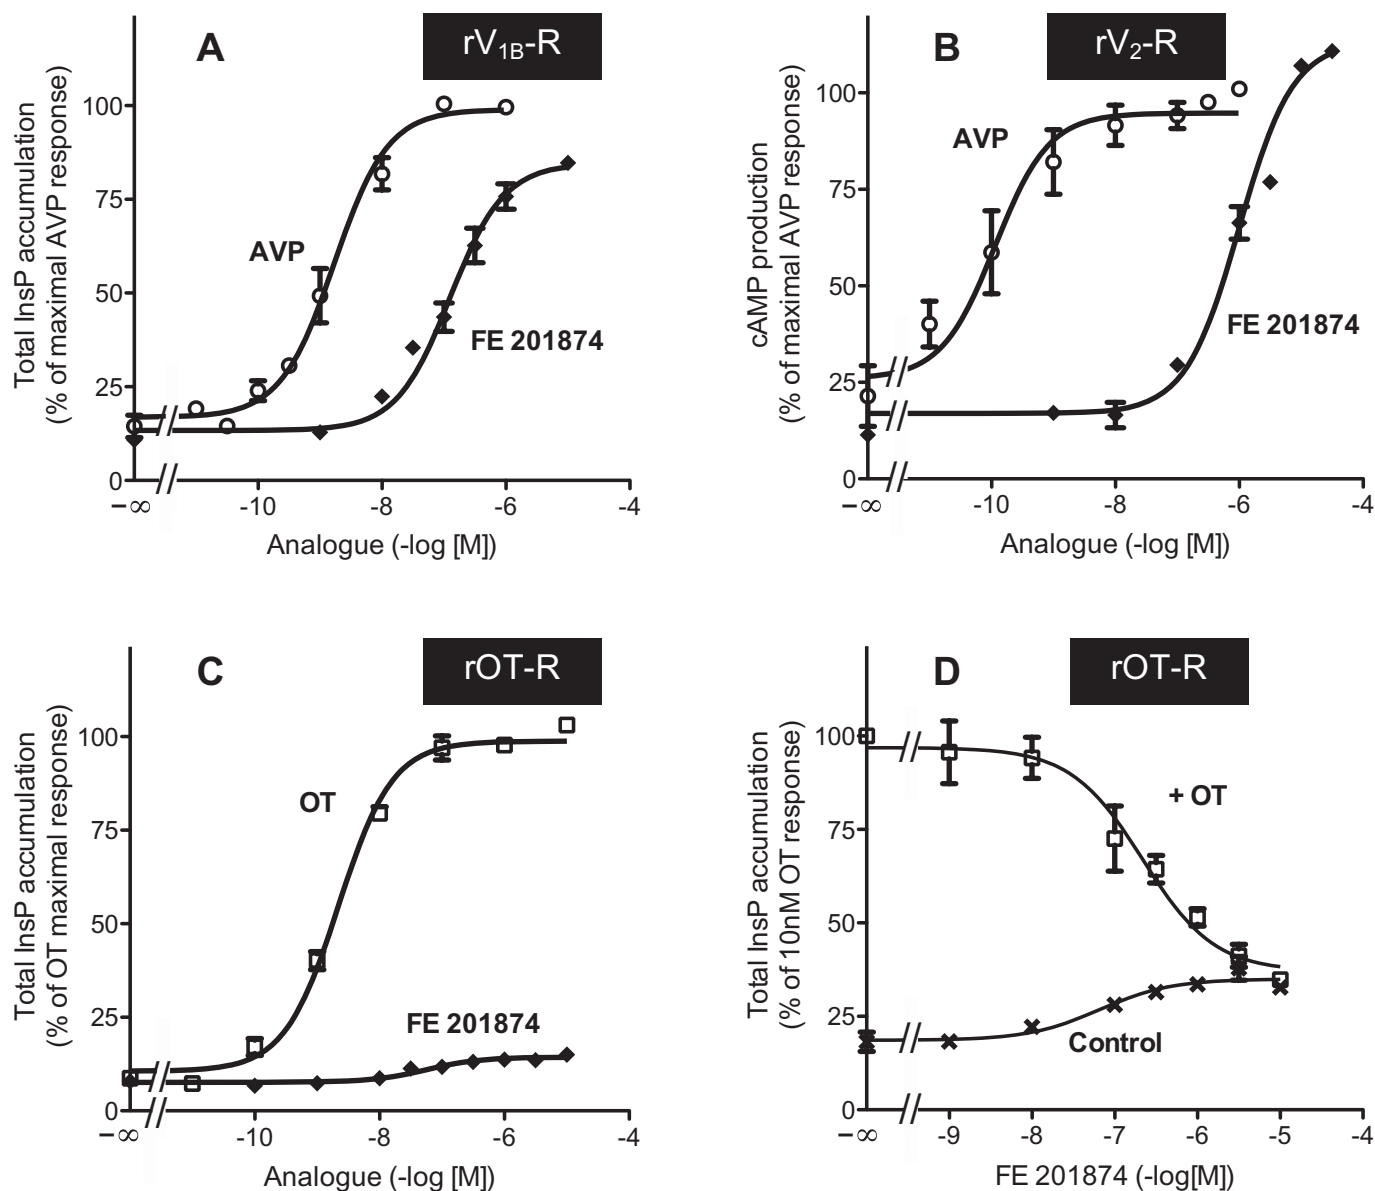 A
rV1B-R
Total InsP accumulation
(% of maximal AVP response)
100
75
50
25
0
AVP
FE 201874
−∞
-10
-8
-6
-4
Analogue (-log [M])
B
rV2-R
cAMP production
(% of maximal AVP response)
100
75
50
25
0
AVP
FE 201874
−∞
-10
-8
-6
-4
Analogue (-log [M])
C
rOT-R
Total InsP accumulation
(% of OT maximal response)
100
75
50
25
0
OT
FE 201874
−∞
-10
-8
-6
-4
Analogue (-log [M])
D
rOT-R
Total InsP accumulation
(% of 10nM OT response)
100
75
50
25
0
+ OT
Control
−∞
-9
-8
-7
-6
-5
-4
FE 201874 (-log[M])